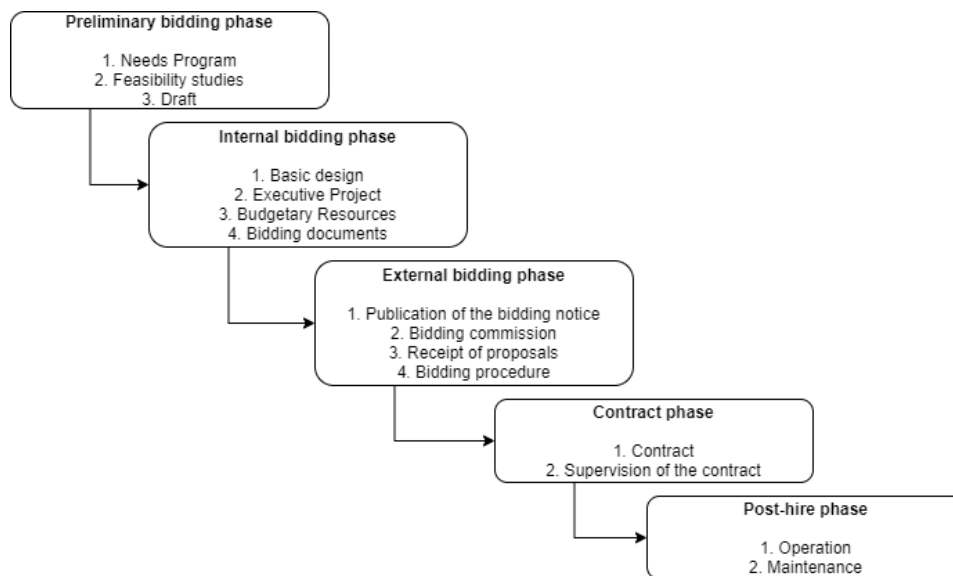 Preliminary bidding phase
1. Needs Program
2. Feasibility studies
3. Draft
Internal bidding phase
1. Basic design
2. Executive Project
3. Budgetary Resources
4. Bidding documents
External bidding phase
1. Publication of the bidding notice
2. Bidding commission
3. Receipt of proposals
4. Bidding procedure
Contract phase
1. Contract
2. Supervision of the contract
Post-hire phase
1. Operation
2. Maintenance